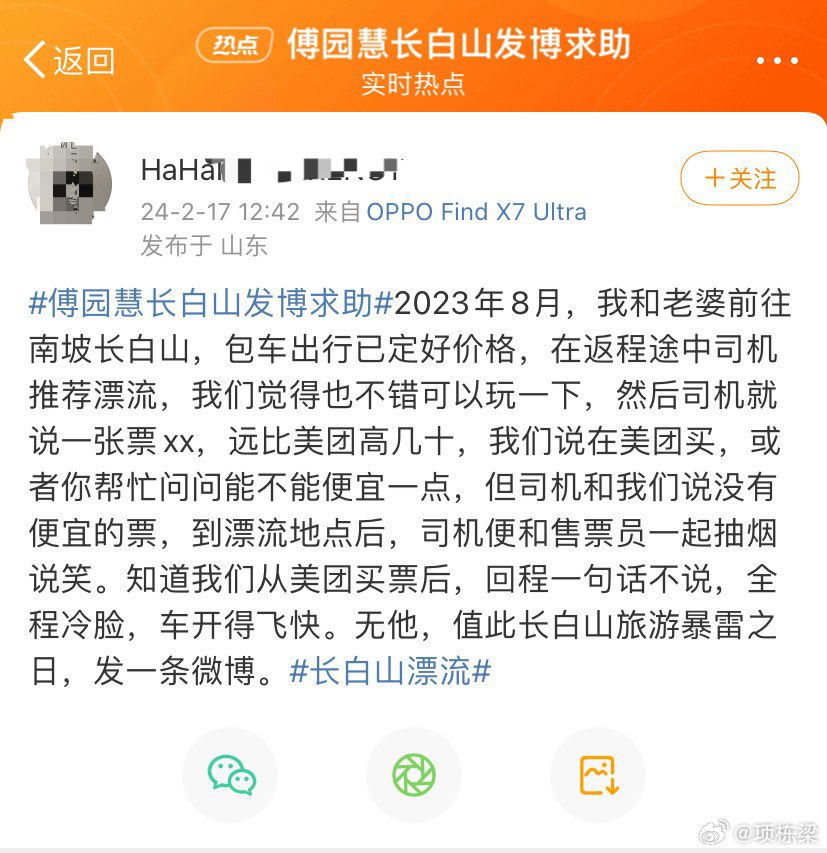 返回
热点 傅园慧长白山发博求助
实时热点
24-2-17 12:42 来自 OPPO Find X7 Ultra
发布于 山东
+关注
#傅园慧长白山发博求助#2023年8月，我和老婆前往
南坡长白山，包车出行已定好价格，在返程途中司机
推荐漂流，我们觉得也不错可以玩一下，然后司机就
说一张票xx，远比美团高几十，我们说在美团买，或
者你帮忙问问能不能便宜一点，但司机和我们说没有
便宜的票，到漂流地点后，司机便和售票员一起抽烟
说笑。知道我们从美团买票后，回程一句话不说，全
程冷脸，车开得飞快。无他，值此长白山旅游暴雷之
日，发一条微博。#长白山漂流#
@项栋梁